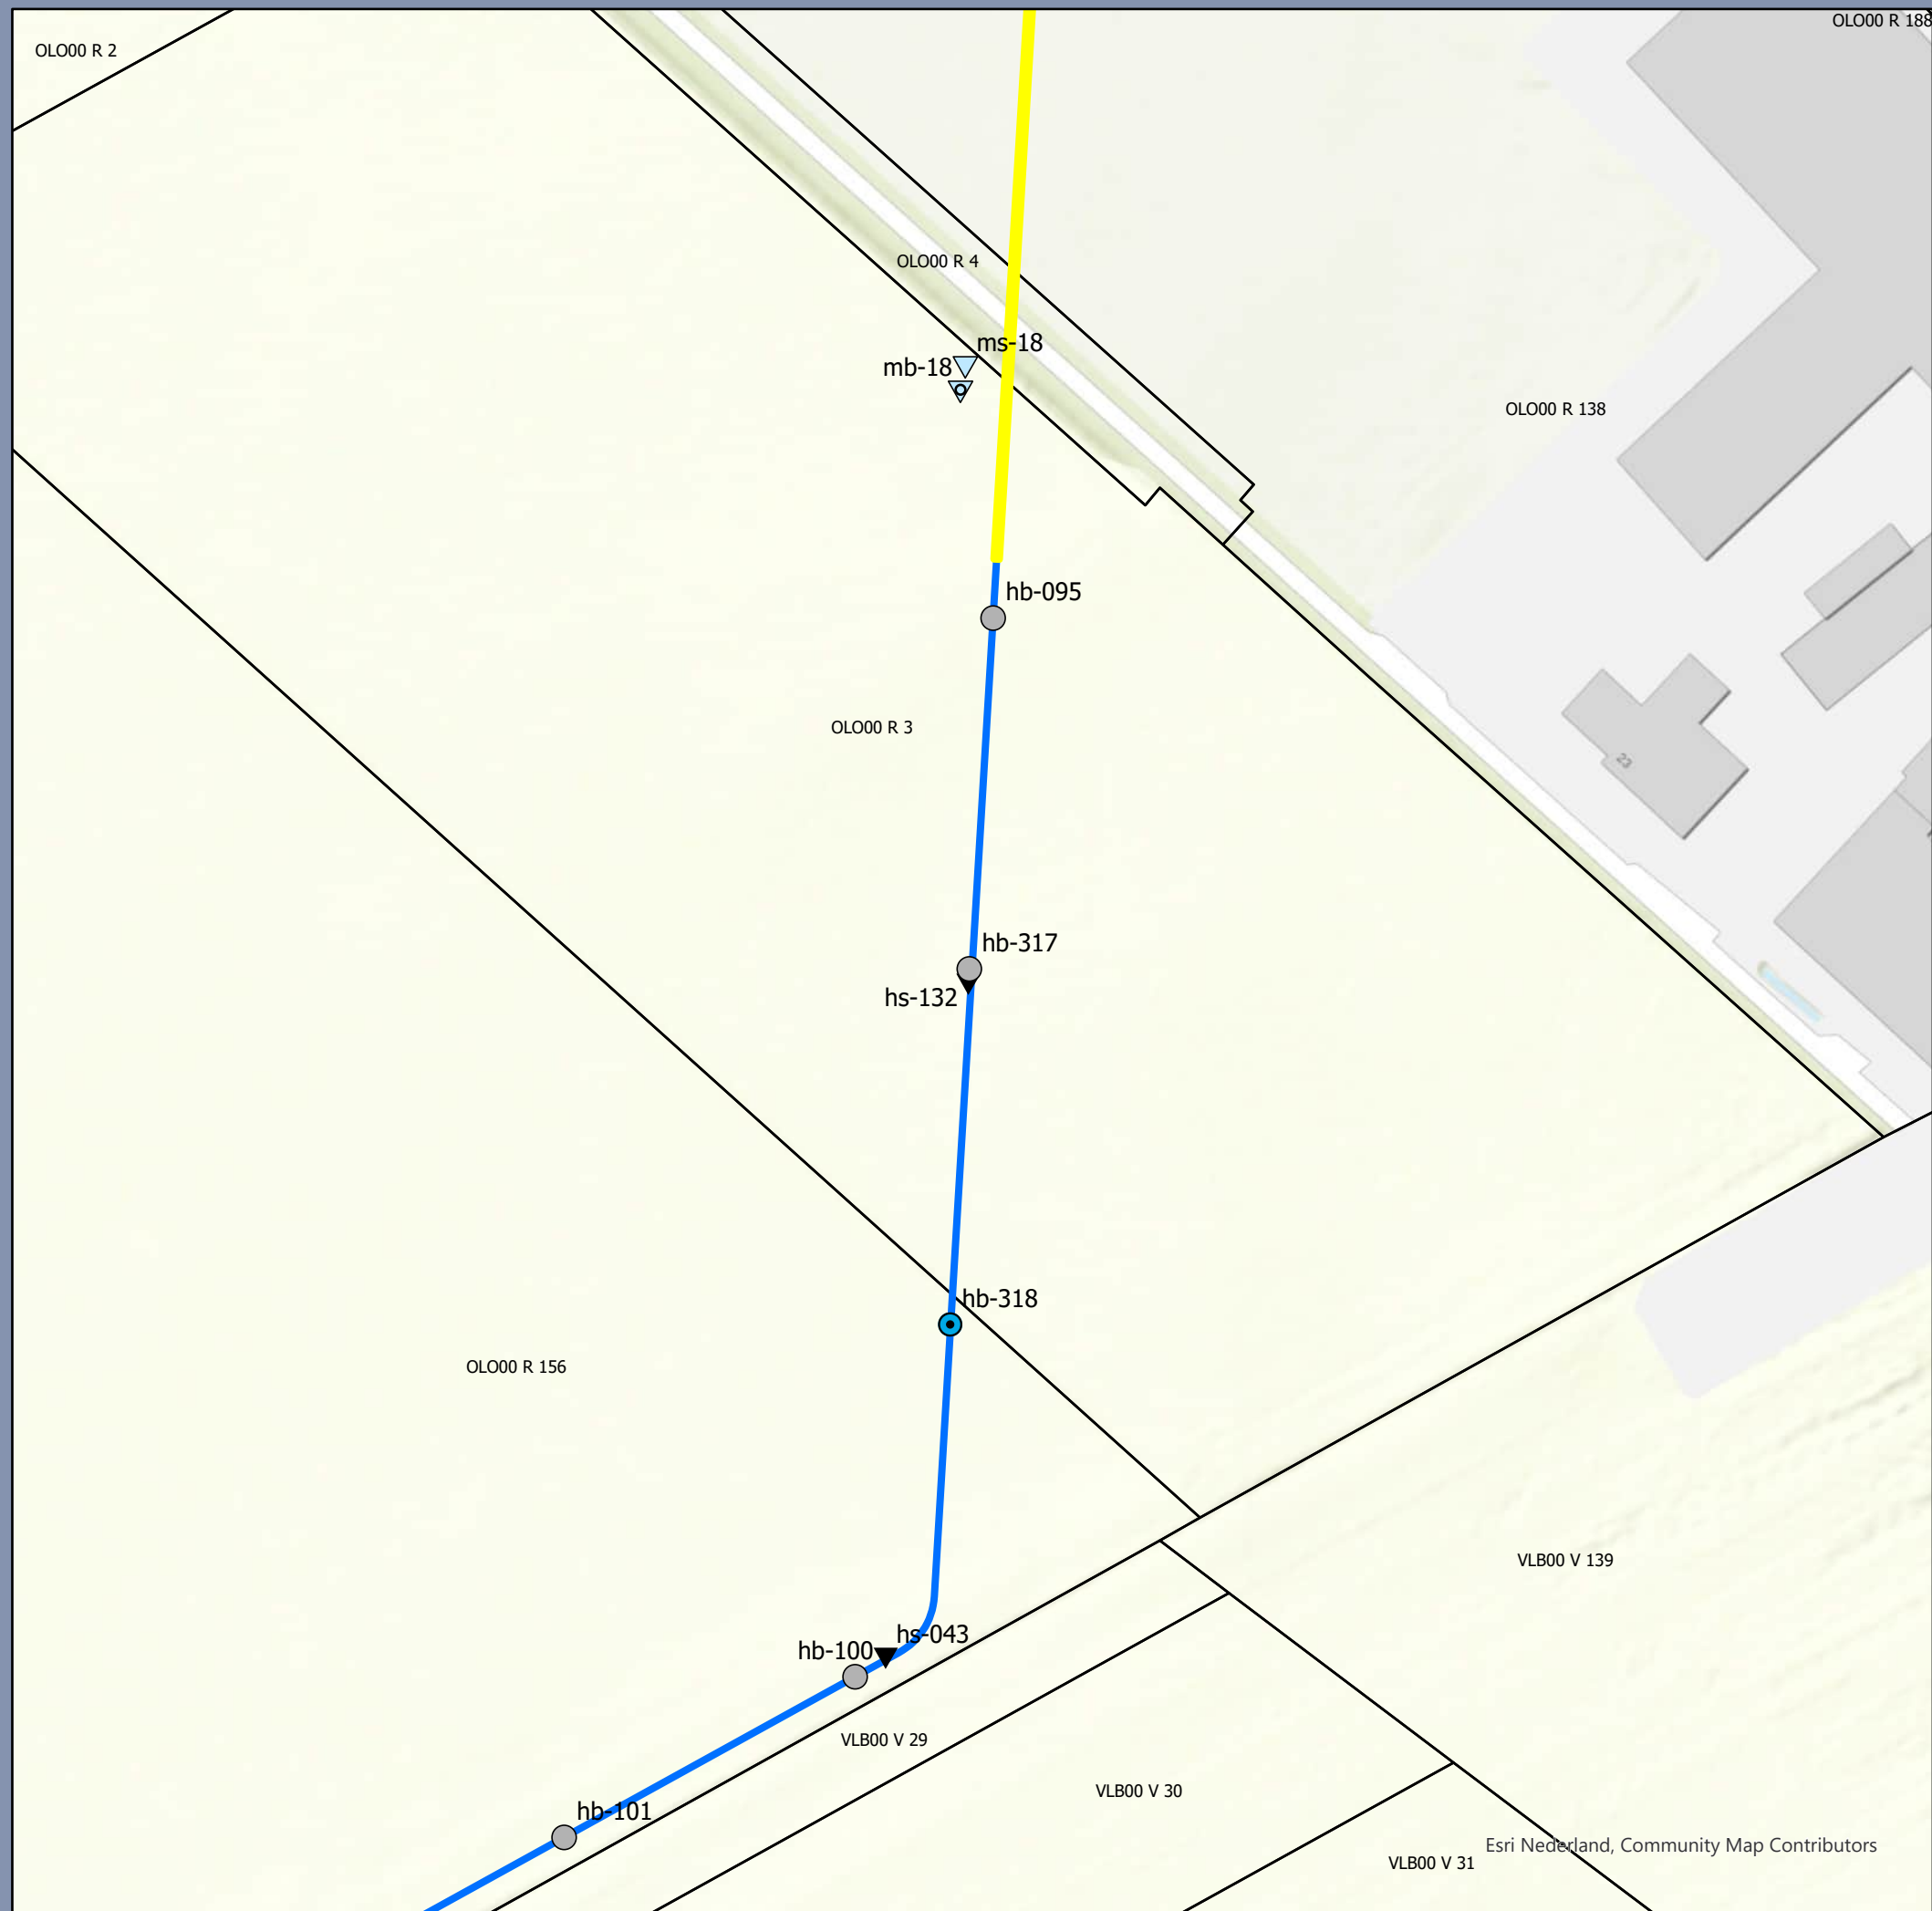 OLO00 R 188
OLO00 R 2
OLO00 R 4
ms-18
mb-18
OLO00 R 138
hb-095
OLO00 R 3
23
hb-317
hs-132
hb-318
OLO00 R 156
VLB00 V 139
hs-043
hb-100
VLB00 V 29
VLB00 V 30
hb-101
Esri Nederland, Community Map Contributors
VLB00 V 31